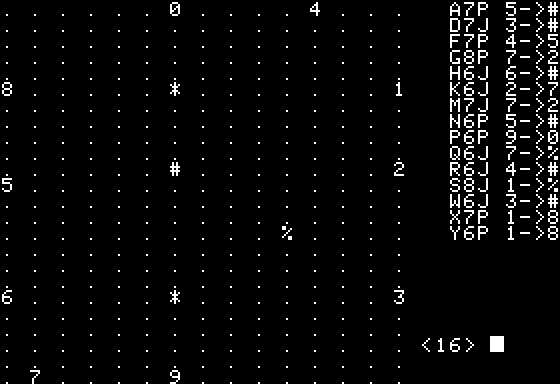 0 4 A7P 5->#
D7J 3->#
F7P 4->5
G8P 7->2
H6J 6->#
8 * 1 K6J 2->7
M7J 7->2
N6P 5->#
P6P 9->0
Q6J 7->%
# 2 R6J 4->#
5 S8J 1->%
W6J 3->#
X7P 1->8
% Y6P 1->8
6 * 3
<16>
7 9